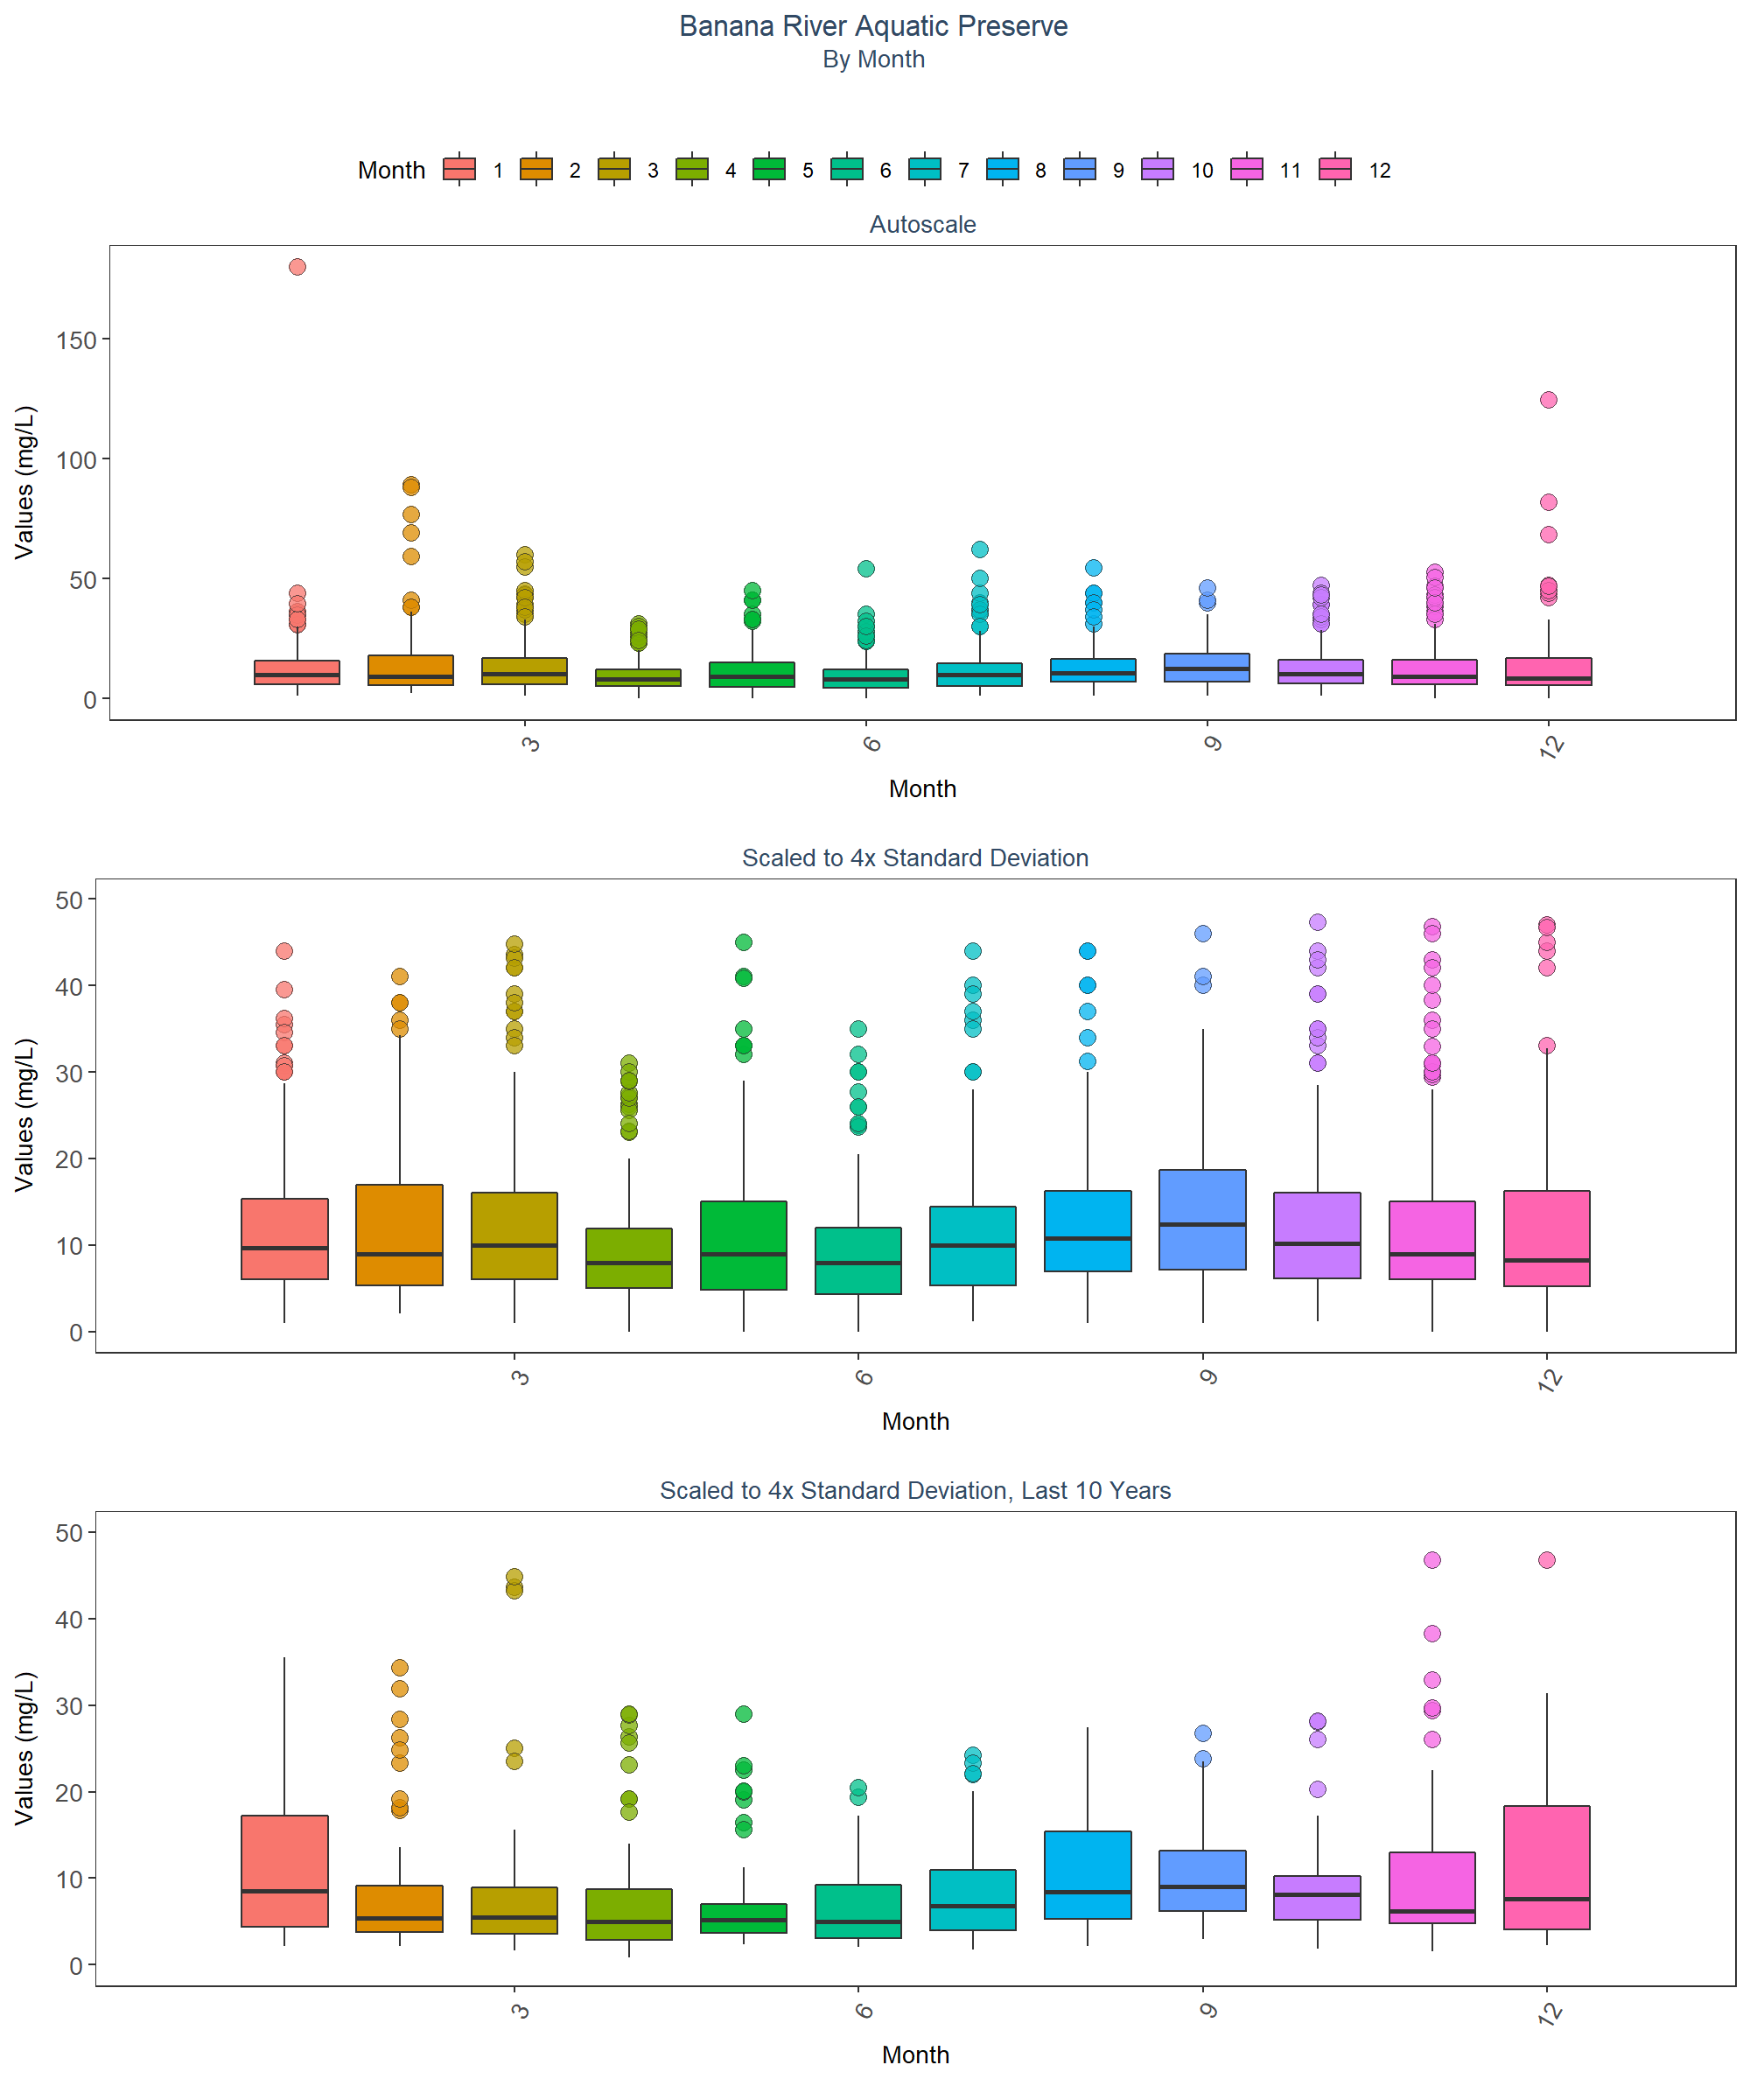 Banana River Aquatic Preserve
By Month
Month 1 2 3 4 5 6 7 8 9 10 11 12
Autoscale
Values (mg/L)
150
100
50
0
3 6 9 12
Month
Scaled to 4x Standard Deviation
Values (mg/L)
50
40
30
20
10
0
3 6 9 12
Month
Scaled to 4x Standard Deviation, Last 10 Years
Values (mg/L)
50
40
30
20
10
0
3 6 9 12
Month